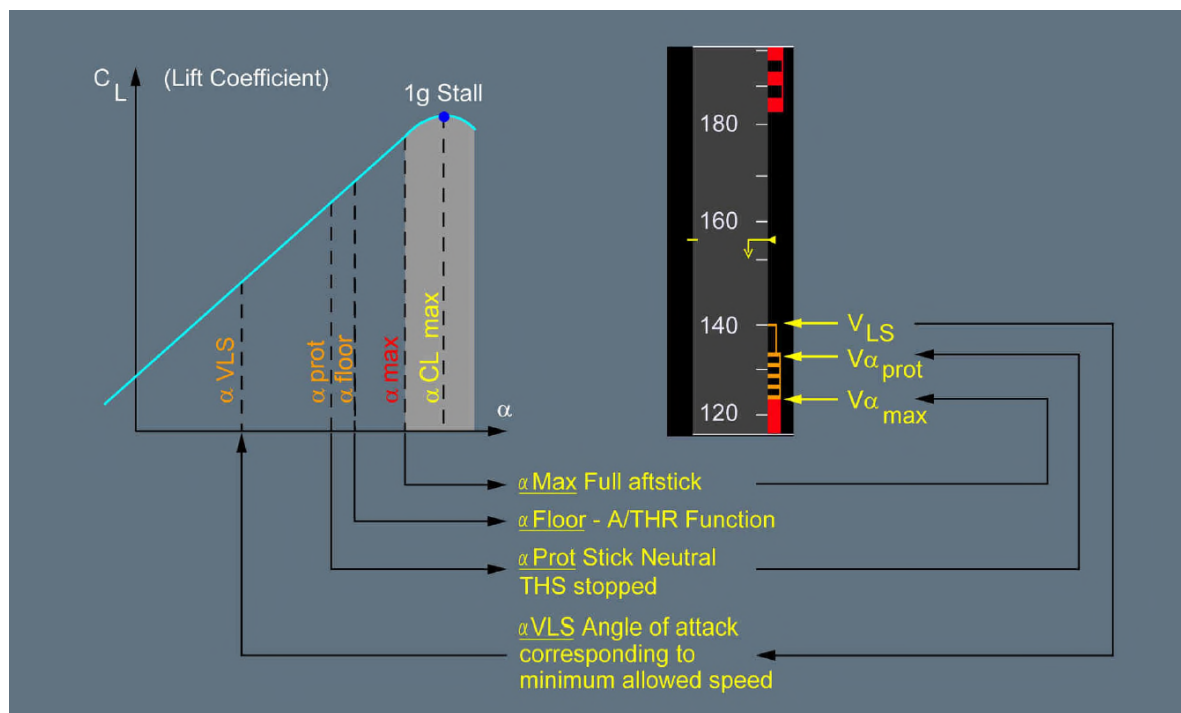 C L (Lift Coefficient)
1g Stall
α VLS
α prot
α floor
α max
α CL max
α
180
160
140
120
V LS
Vα prot
Vα max
α Max Full aftstick
α Floor - A/THR Function
α Prot Stick Neutral
THS stopped
α VLS Angle of attack
corresponding to
minimum allowed speed